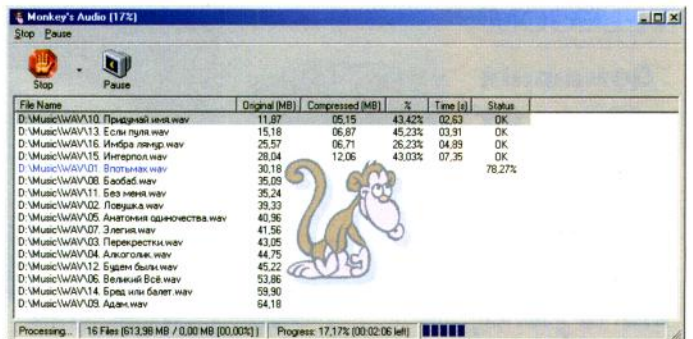 Monkey's Audio (17%)
Stop Pause
Stop Pause
File Name Original (MB) Compressed (MB) % Time (s) Status
D:\Music\WAV\10. Придумай имя.wav 11,87 05,15 43,42% 02,63 OK
D:\Music\WAV\13. Если пуля.wav 15,18 06,87 45,23% 03,91 OK
D:\Music\WAV\16. Имбра лямур.wav 25,57 06,71 26,23% 04,89 OK
D:\Music\WAV\15. Интерпол.wav 28,04 12,06 43,03% 07,35 OK
D:\Music\WAV\01. Впотьмах.wav 30,18 78,27%
D:\Music\WAV\08. Баобаб.wav 35,09
D:\Music\WAV\11. Без меня.wav 35,24
D:\Music\WAV\02. Ловушка.wav 39,33
D:\Music\WAV\05. Анатомия одиночества.wav 40,96
D:\Music\WAV\07. Элегия.wav 41,56
D:\Music\WAV\03. Перекрестки.wav 43,05
D:\Music\WAV\04. Алкоголик.wav 44,75
D:\Music\WAV\12. Будем были.wav 45,22
D:\Music\WAV\06. Великий Всё.wav 53,86
D:\Music\WAV\14. Бред или балет.wav 59,90
D:\Music\WAV\09. Адам.wav 64,18
Processing... 16 Files (613,98 MB / 0,00 MB [00,00%]) Progress: 17,17% (00:02:06 left)